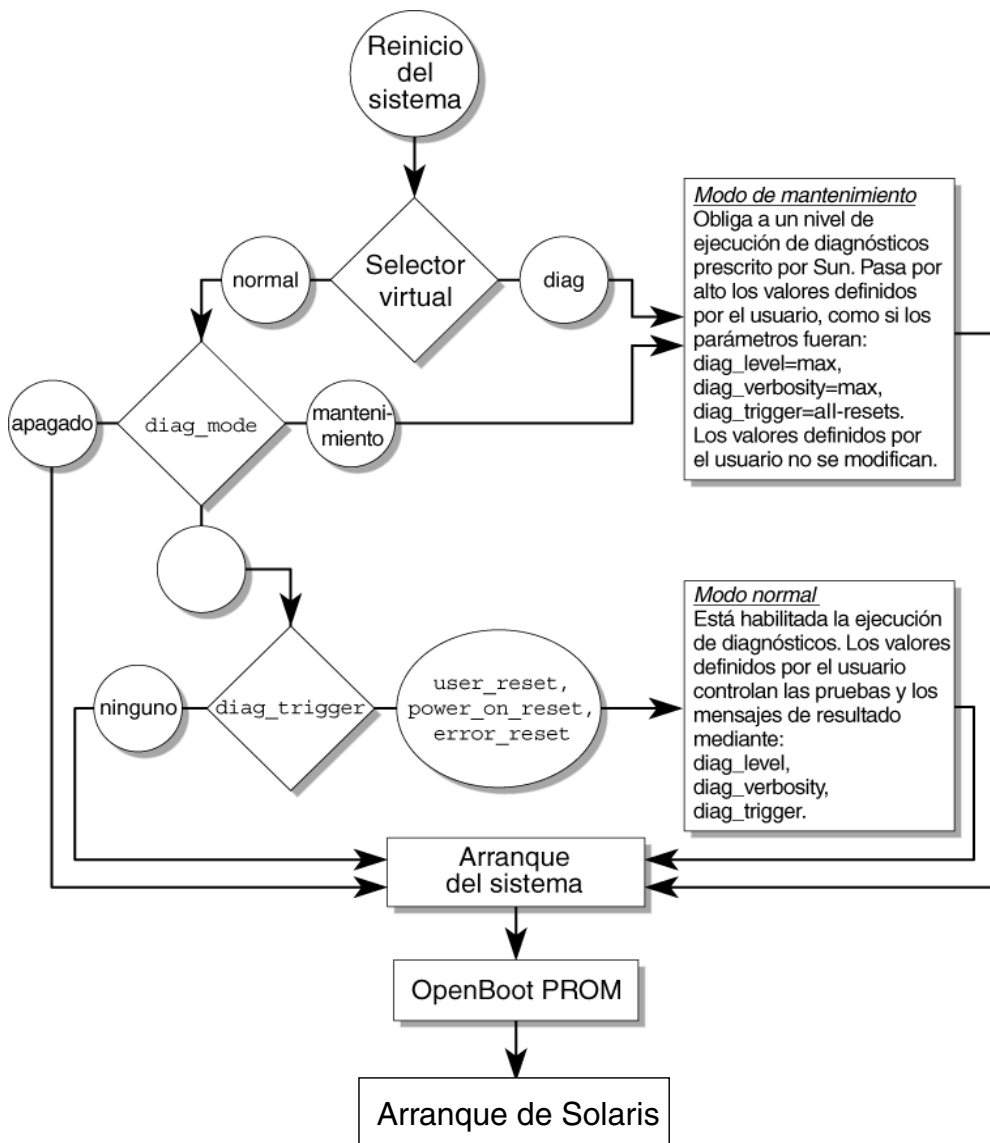 Reinicio
del
sistema
normal
Selector
virtual
diag
Modo de mantenimiento
Obliga a un nivel de
ejecución de diagnósticos
prescrito por Sun. Pasa por
alto los valores definidos
por el usuario, como si los
parámetros fueran:
diag_level=max,
diag_verbosity=max,
diag_trigger=all-resets.
Los valores definidos por
el usuario no se modifican.
apagado
diag_mode
manteni-
miento
ninguno
diag_trigger
user_reset,
power_on_reset,
error_reset
Modo normal
Está habilitada la ejecución
de diagnósticos. Los valores
definidos por el usuario
controlan las pruebas y los
mensajes de resultado
mediante:
diag_level,
diag_verbosity,
diag_trigger.
Arranque
del sistema
OpenBoot PROM
Arranque de Solaris